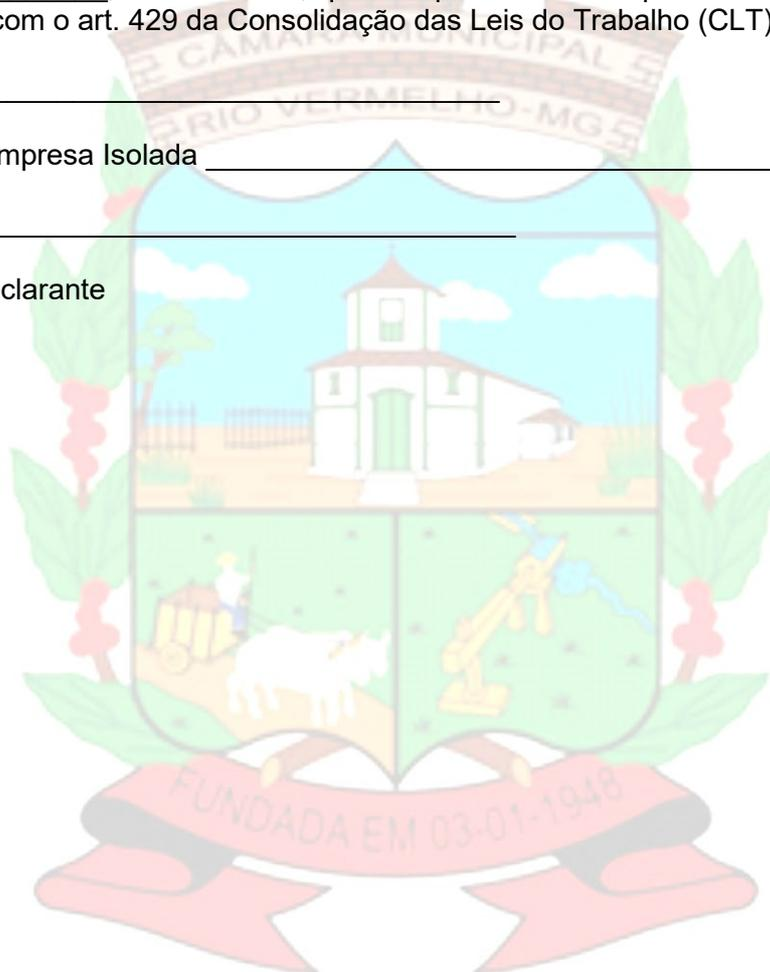 com o art. 429 da Consolidação das Leis do Trabalho (CLT)
CÂMARA MUNICIPAL
RIO VERMELHO-MG
mpresa Isolada
clarante
FUNDADA EM 03-01-1948